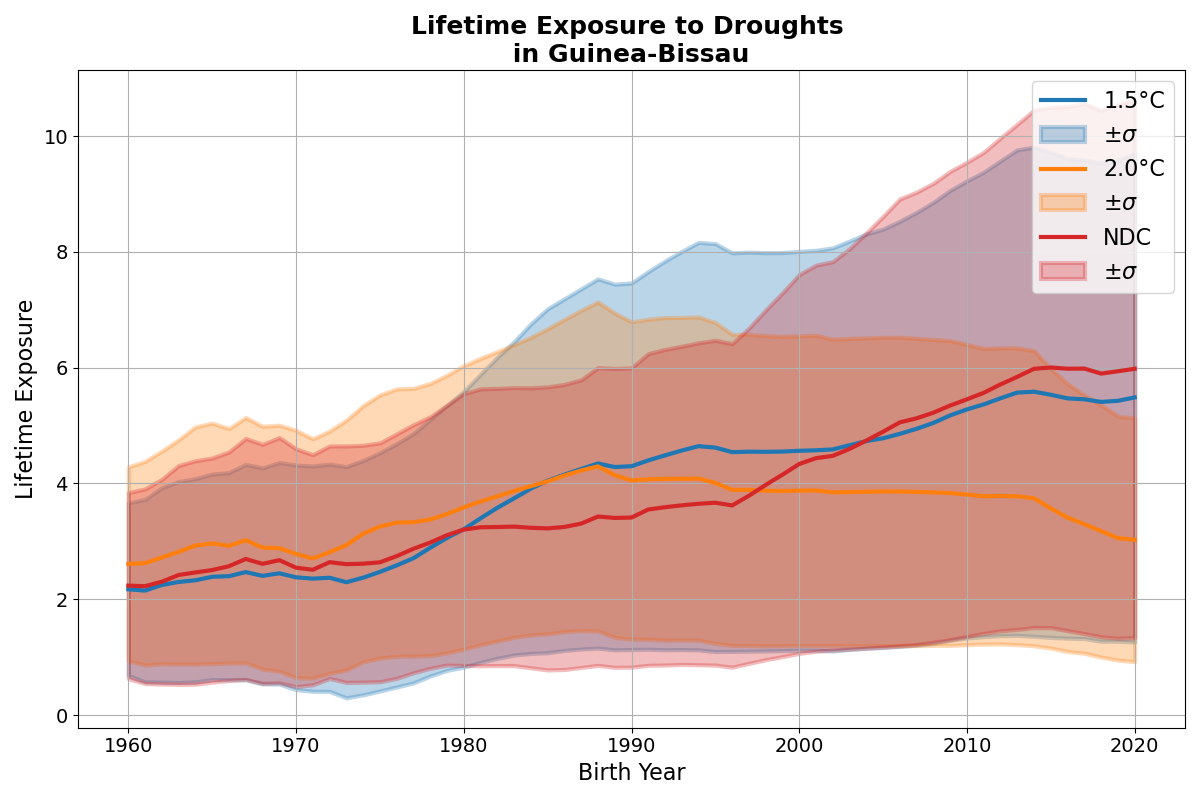 Lifetime Exposure to Droughts
in Guinea-Bissau
Lifetime Exposure
10
8
6
4
2
0
1.5°C
±σ
2.0°C
±σ
NDC
±σ
1960 1970 1980 1990 2000 2010 2020
Birth Year